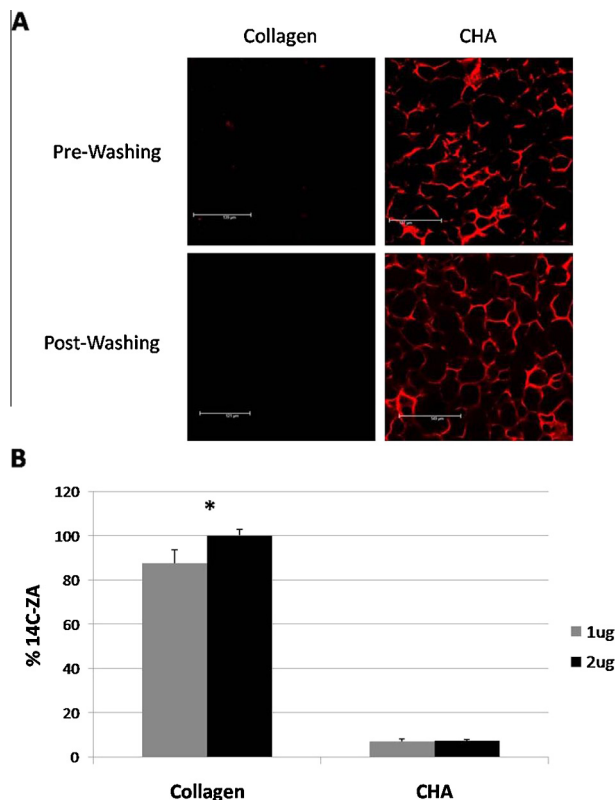 A
Collagen CHA
Pre-Washing
Post-Washing
B
120
100
80
60
40
20
0
% 14C-ZA
*
1ug
2ug
Collagen CHA